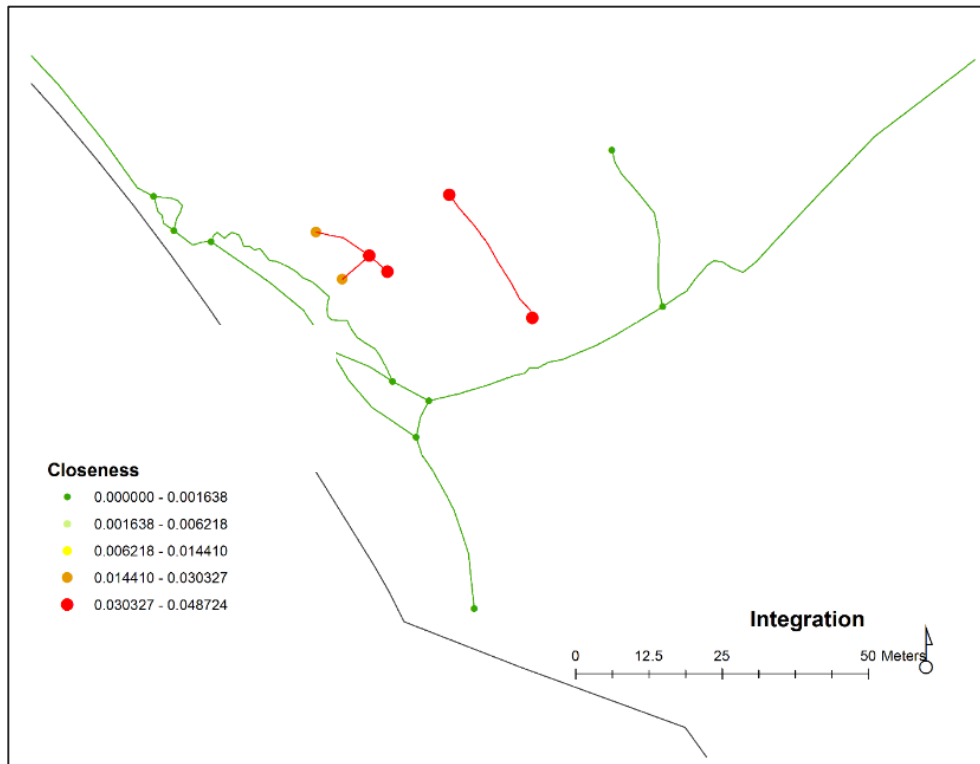 Closeness
0.000000 - 0.001638
0.001638 - 0.006218
0.006218 - 0.014410
0.014410 - 0.030327
0.030327 - 0.048724
Integration
0 12.5 25 50 Meters